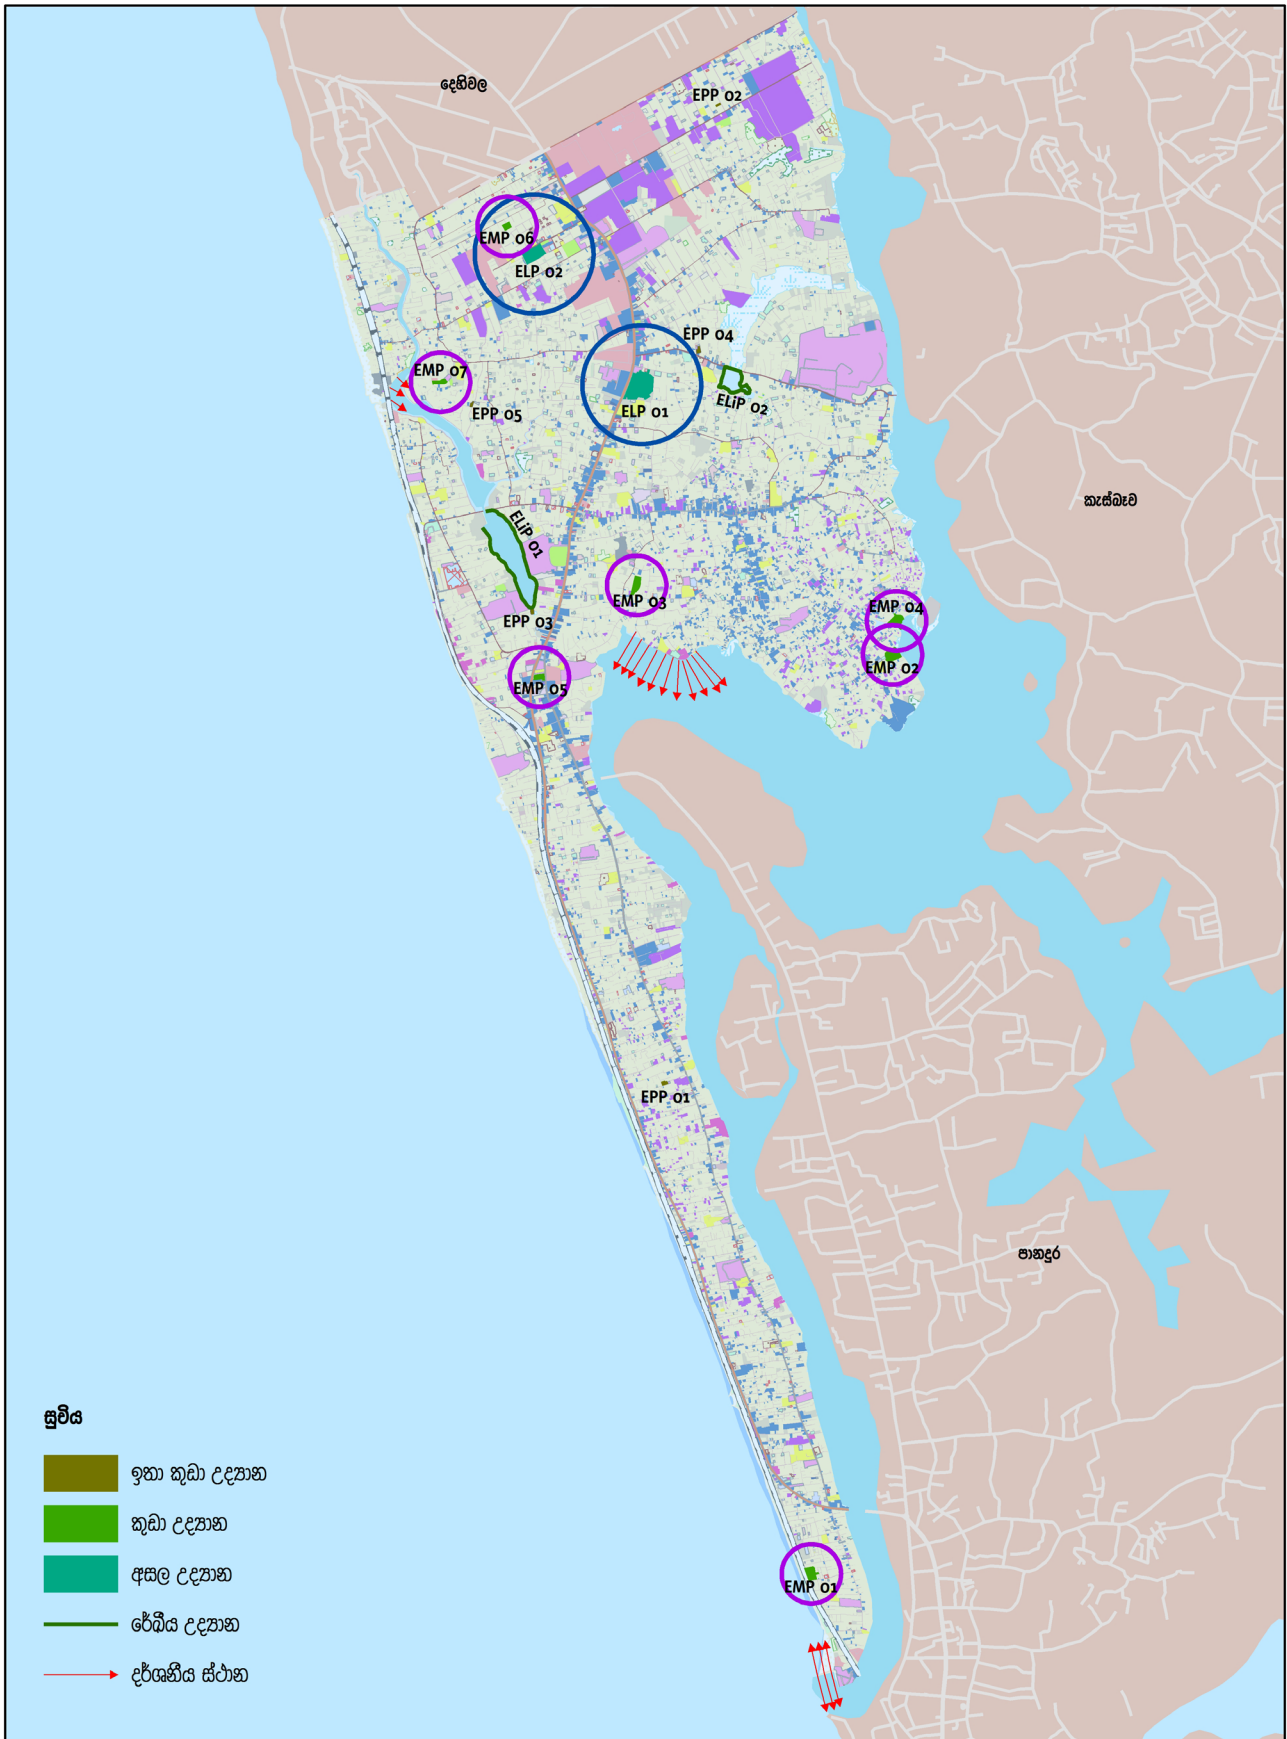 දෙහිවල
EPP 02
EMP 06
ELP 02
EPP 04
EMP 07
ELiP 02
EPP 05
ELP 01
කැස්බෑව
ELiP 01
EMP 03
EMP 04
EPP 03
EMP 02
EMP 05
EPP 01
පානදුර
සූචිය
ඉතා කුඩා උද්‍යාන
කුඩා උද්‍යාන
අසල උද්‍යාන
රේඛීය උද්‍යාන
EMP 01
දර්ශනීය ස්ථාන